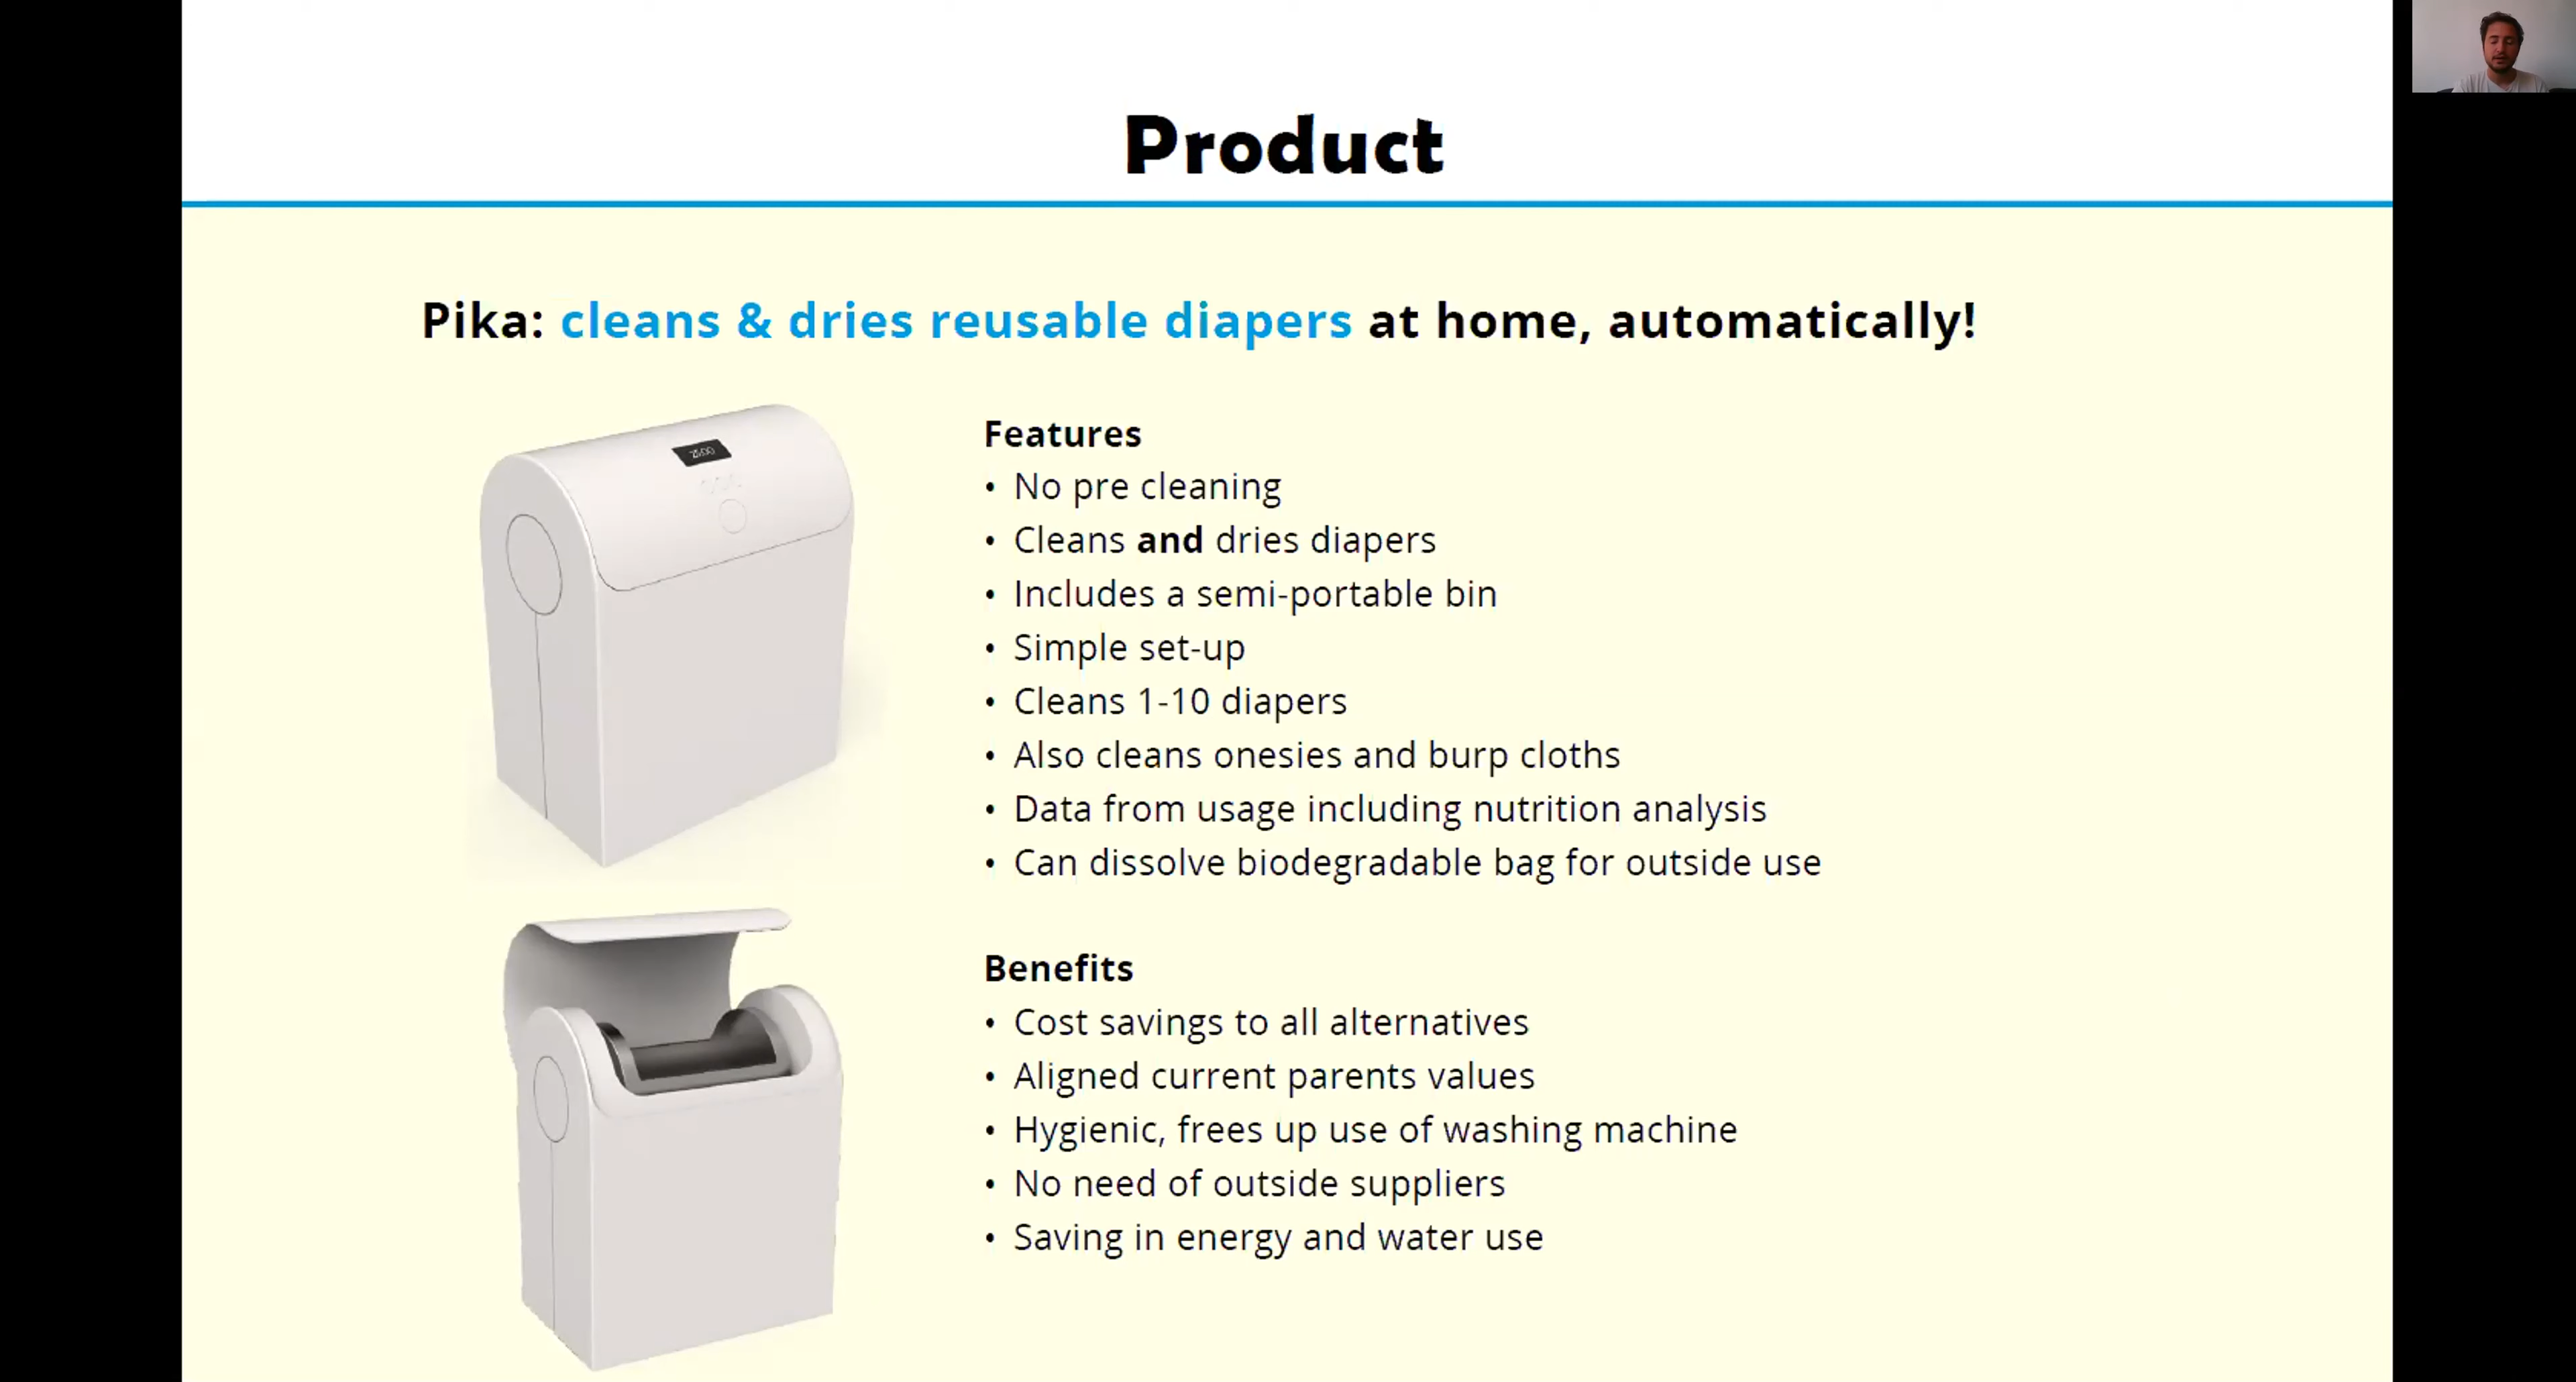 Product
Pika: cleans & dries reusable diapers at home, automatically!
Features
• No pre cleaning
• Cleans and dries diapers
• Includes a semi-portable bin
• Simple set-up
• Cleans 1-10 diapers
• Also cleans onesies and burp cloths
• Data from usage including nutrition analysis
• Can dissolve biodegradable bag for outside use
Benefits
• Cost savings to all alternatives
• Aligned current parents values
• Hygienic, frees up use of washing machine
• No need of outside suppliers
• Saving in energy and water use